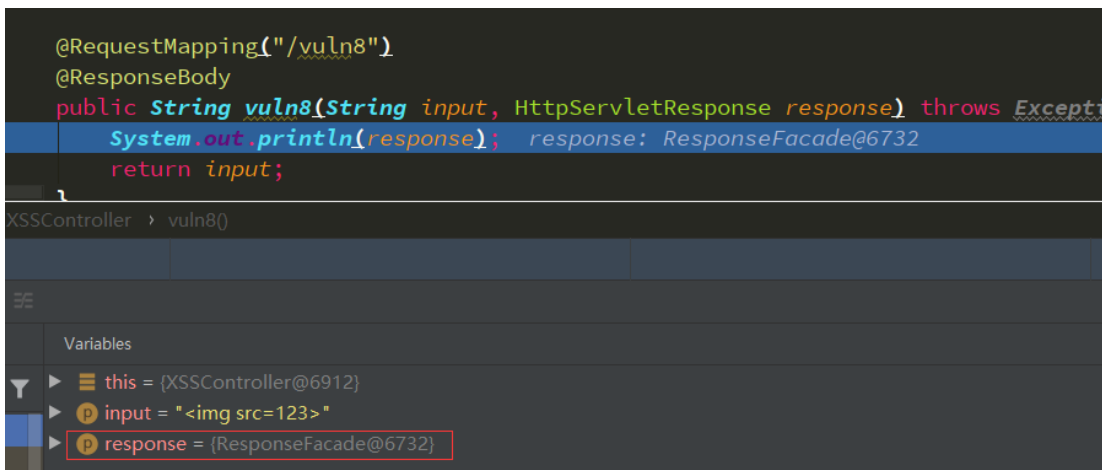 @RequestMapping("/vuln8")
@ResponseBody
public String vuln8(String input, HttpServletResponse response) throws Excepti
System.out.println(response); response: ResponseFacade@6732
return input;
}
XSSController › vuln8()
Variables
this = {XSSController@6912}
p input = "<img src=123>"
p response = {ResponseFacade@6732}